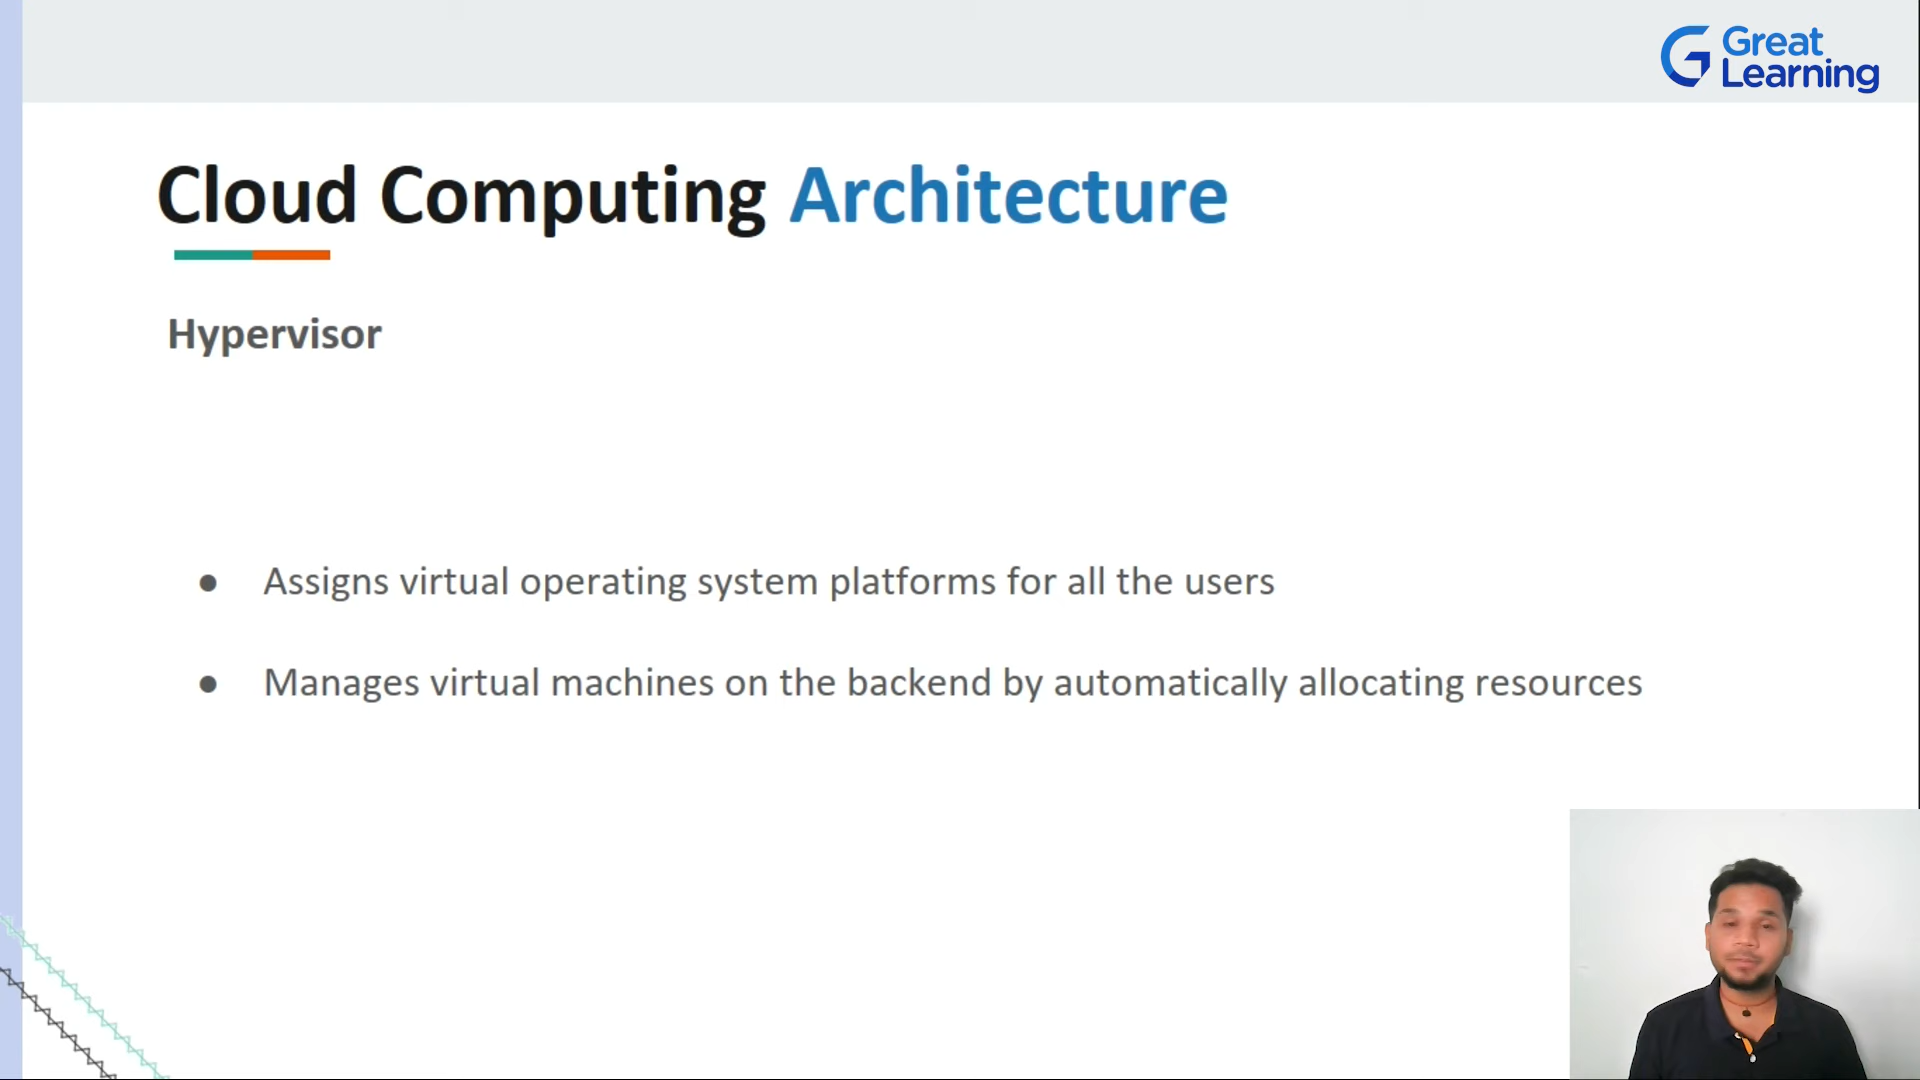 Great
Learning
Cloud Computing Architecture
Hypervisor
● Assigns virtual operating system platforms for all the users
● Manages virtual machines on the backend by automatically allocating resources